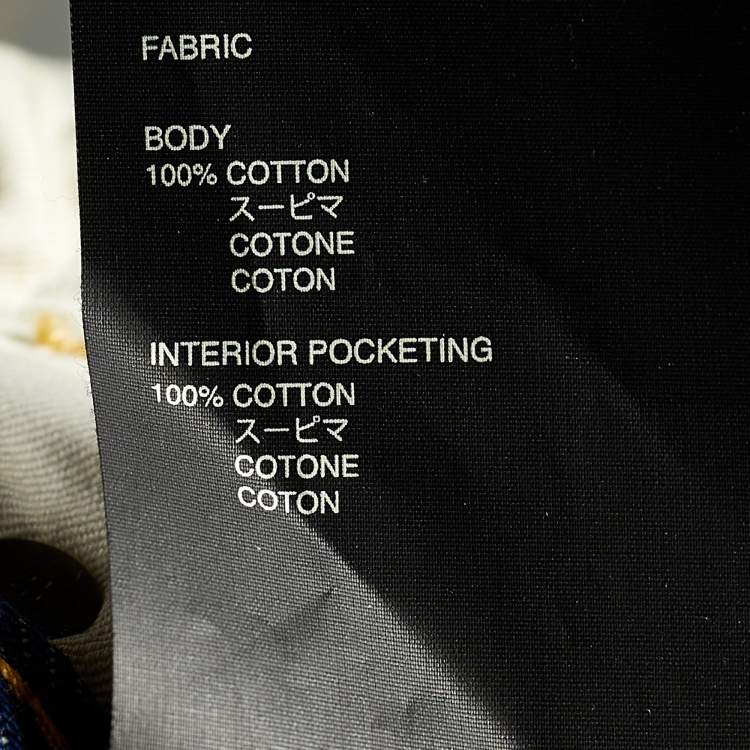 FABRIC
BODY
100% COTTON
スーピマ
COTONE
COTON
INTERIOR POCKETING
100% COTTON
スーピマ
COTONE
COTON